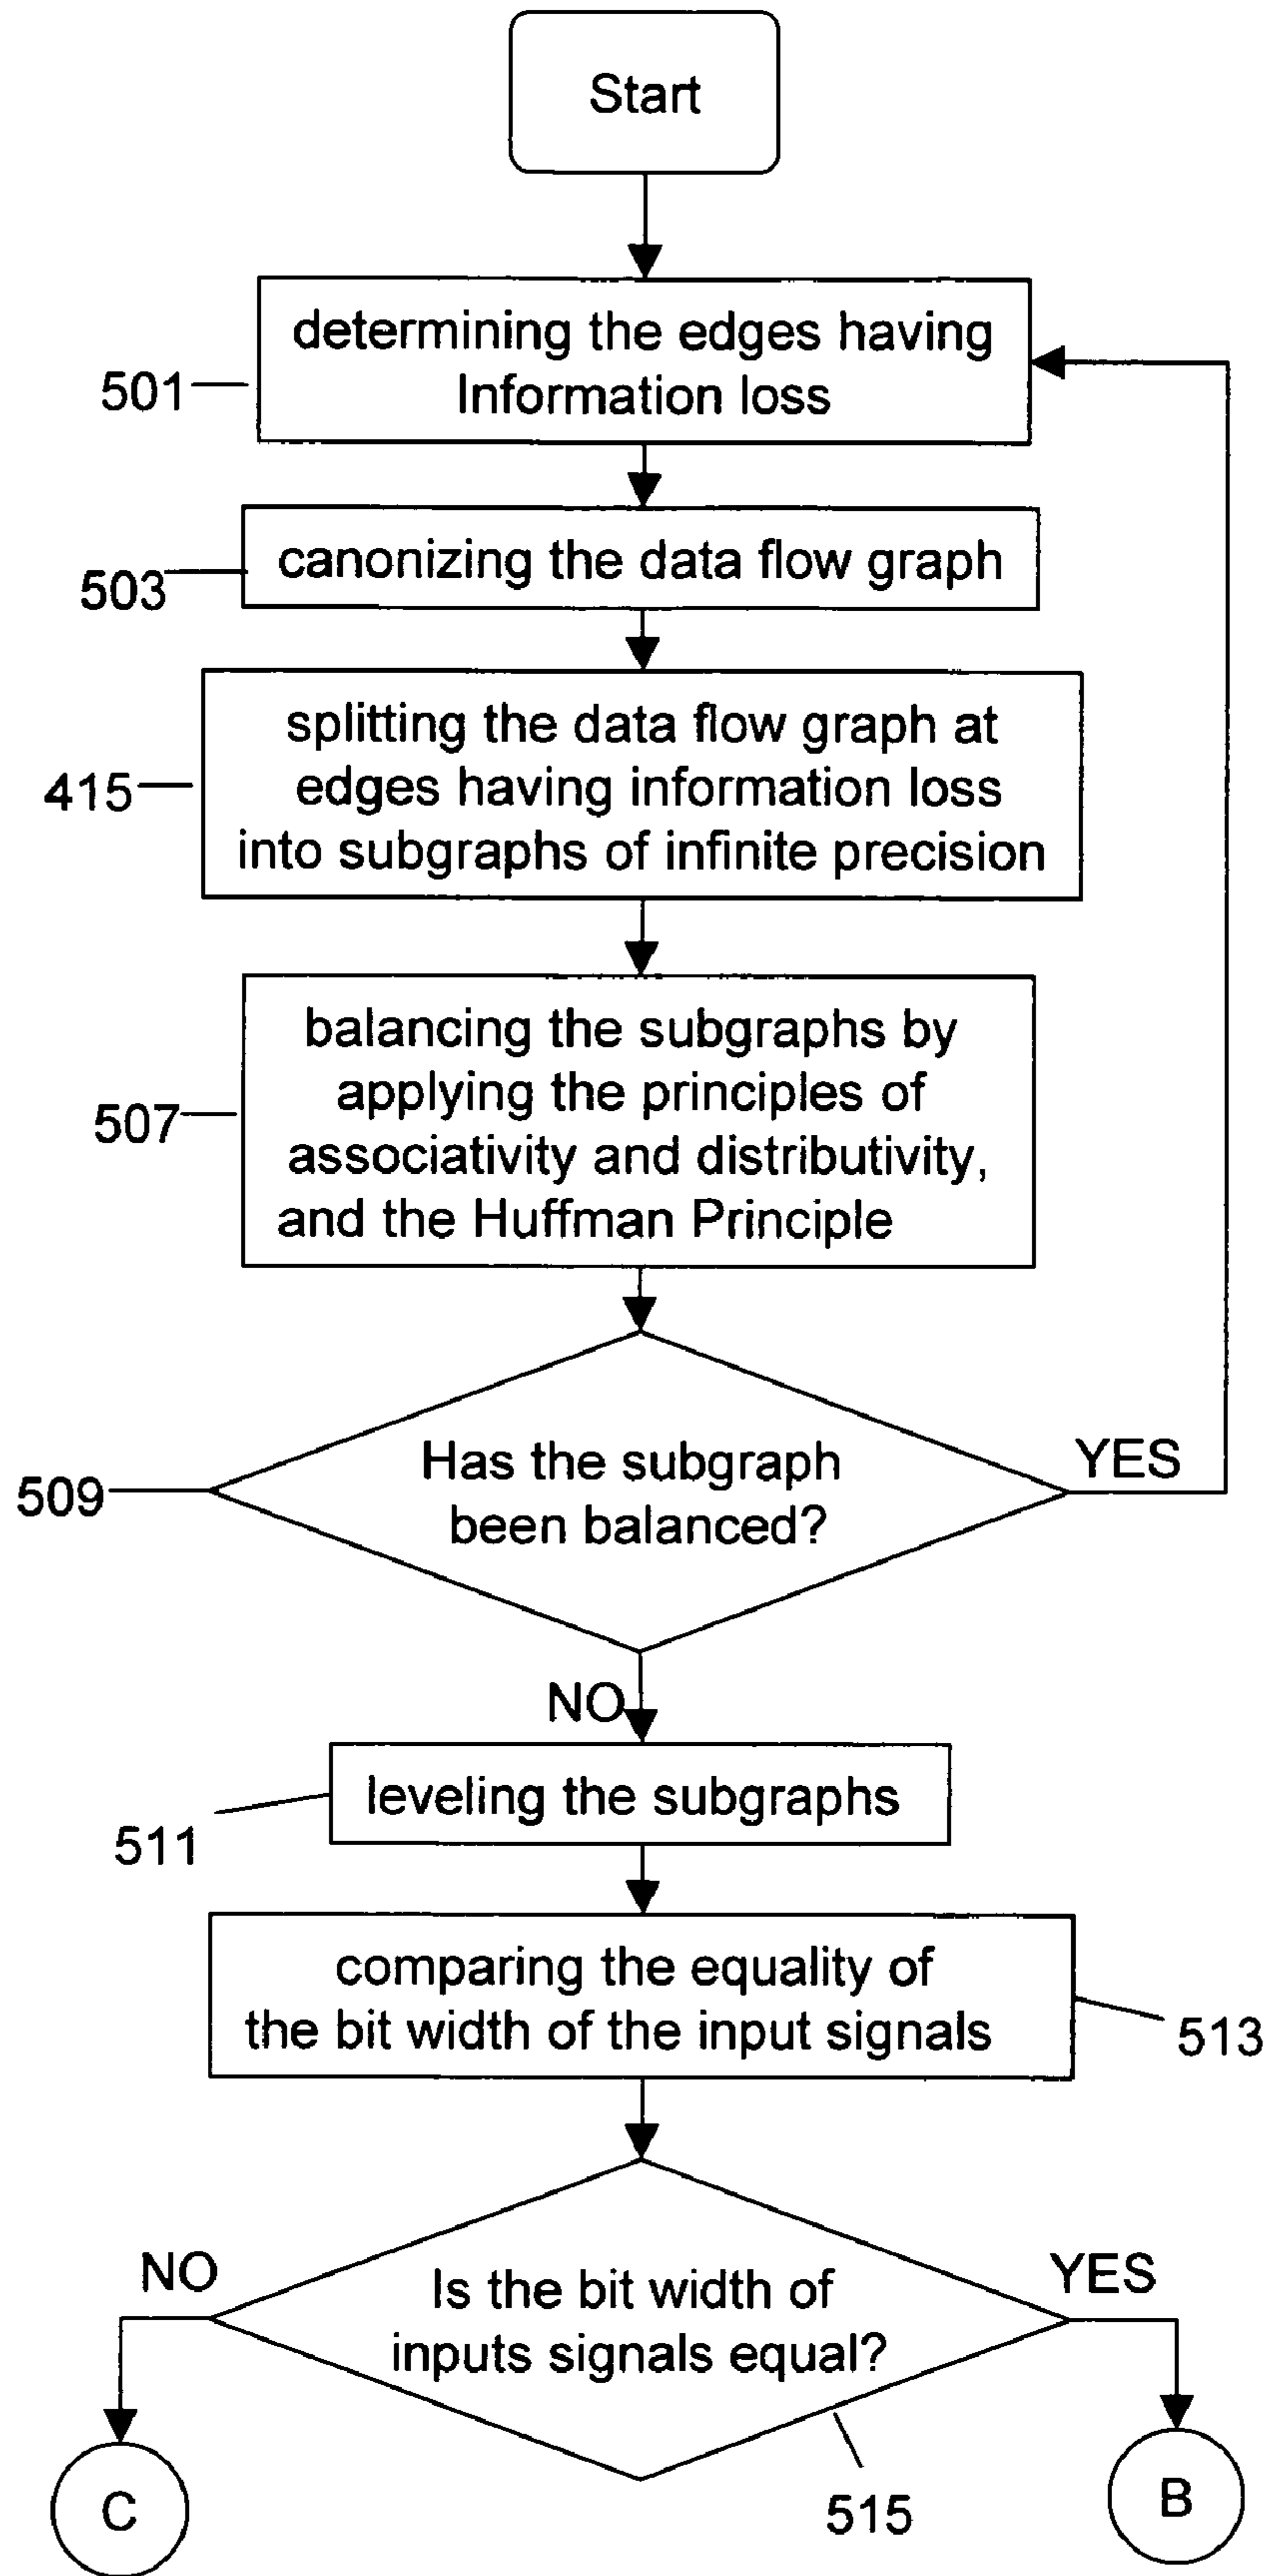 Start
determining the edges having
Information loss
501
canonizing the data flow graph
503
splitting the data flow graph at
edges having information loss
into subgraphs of infinite precision
415
balancing the subgraphs by
applying the principles of
associativity and distributivity,
and the Huffman Principle
507
Has the subgraph
been balanced?
YES
509
NO
leveling the subgraphs
511
comparing the equality of
the bit width of the input signals
513
NO
Is the bit width of
inputs signals equal?
YES
515
C
B